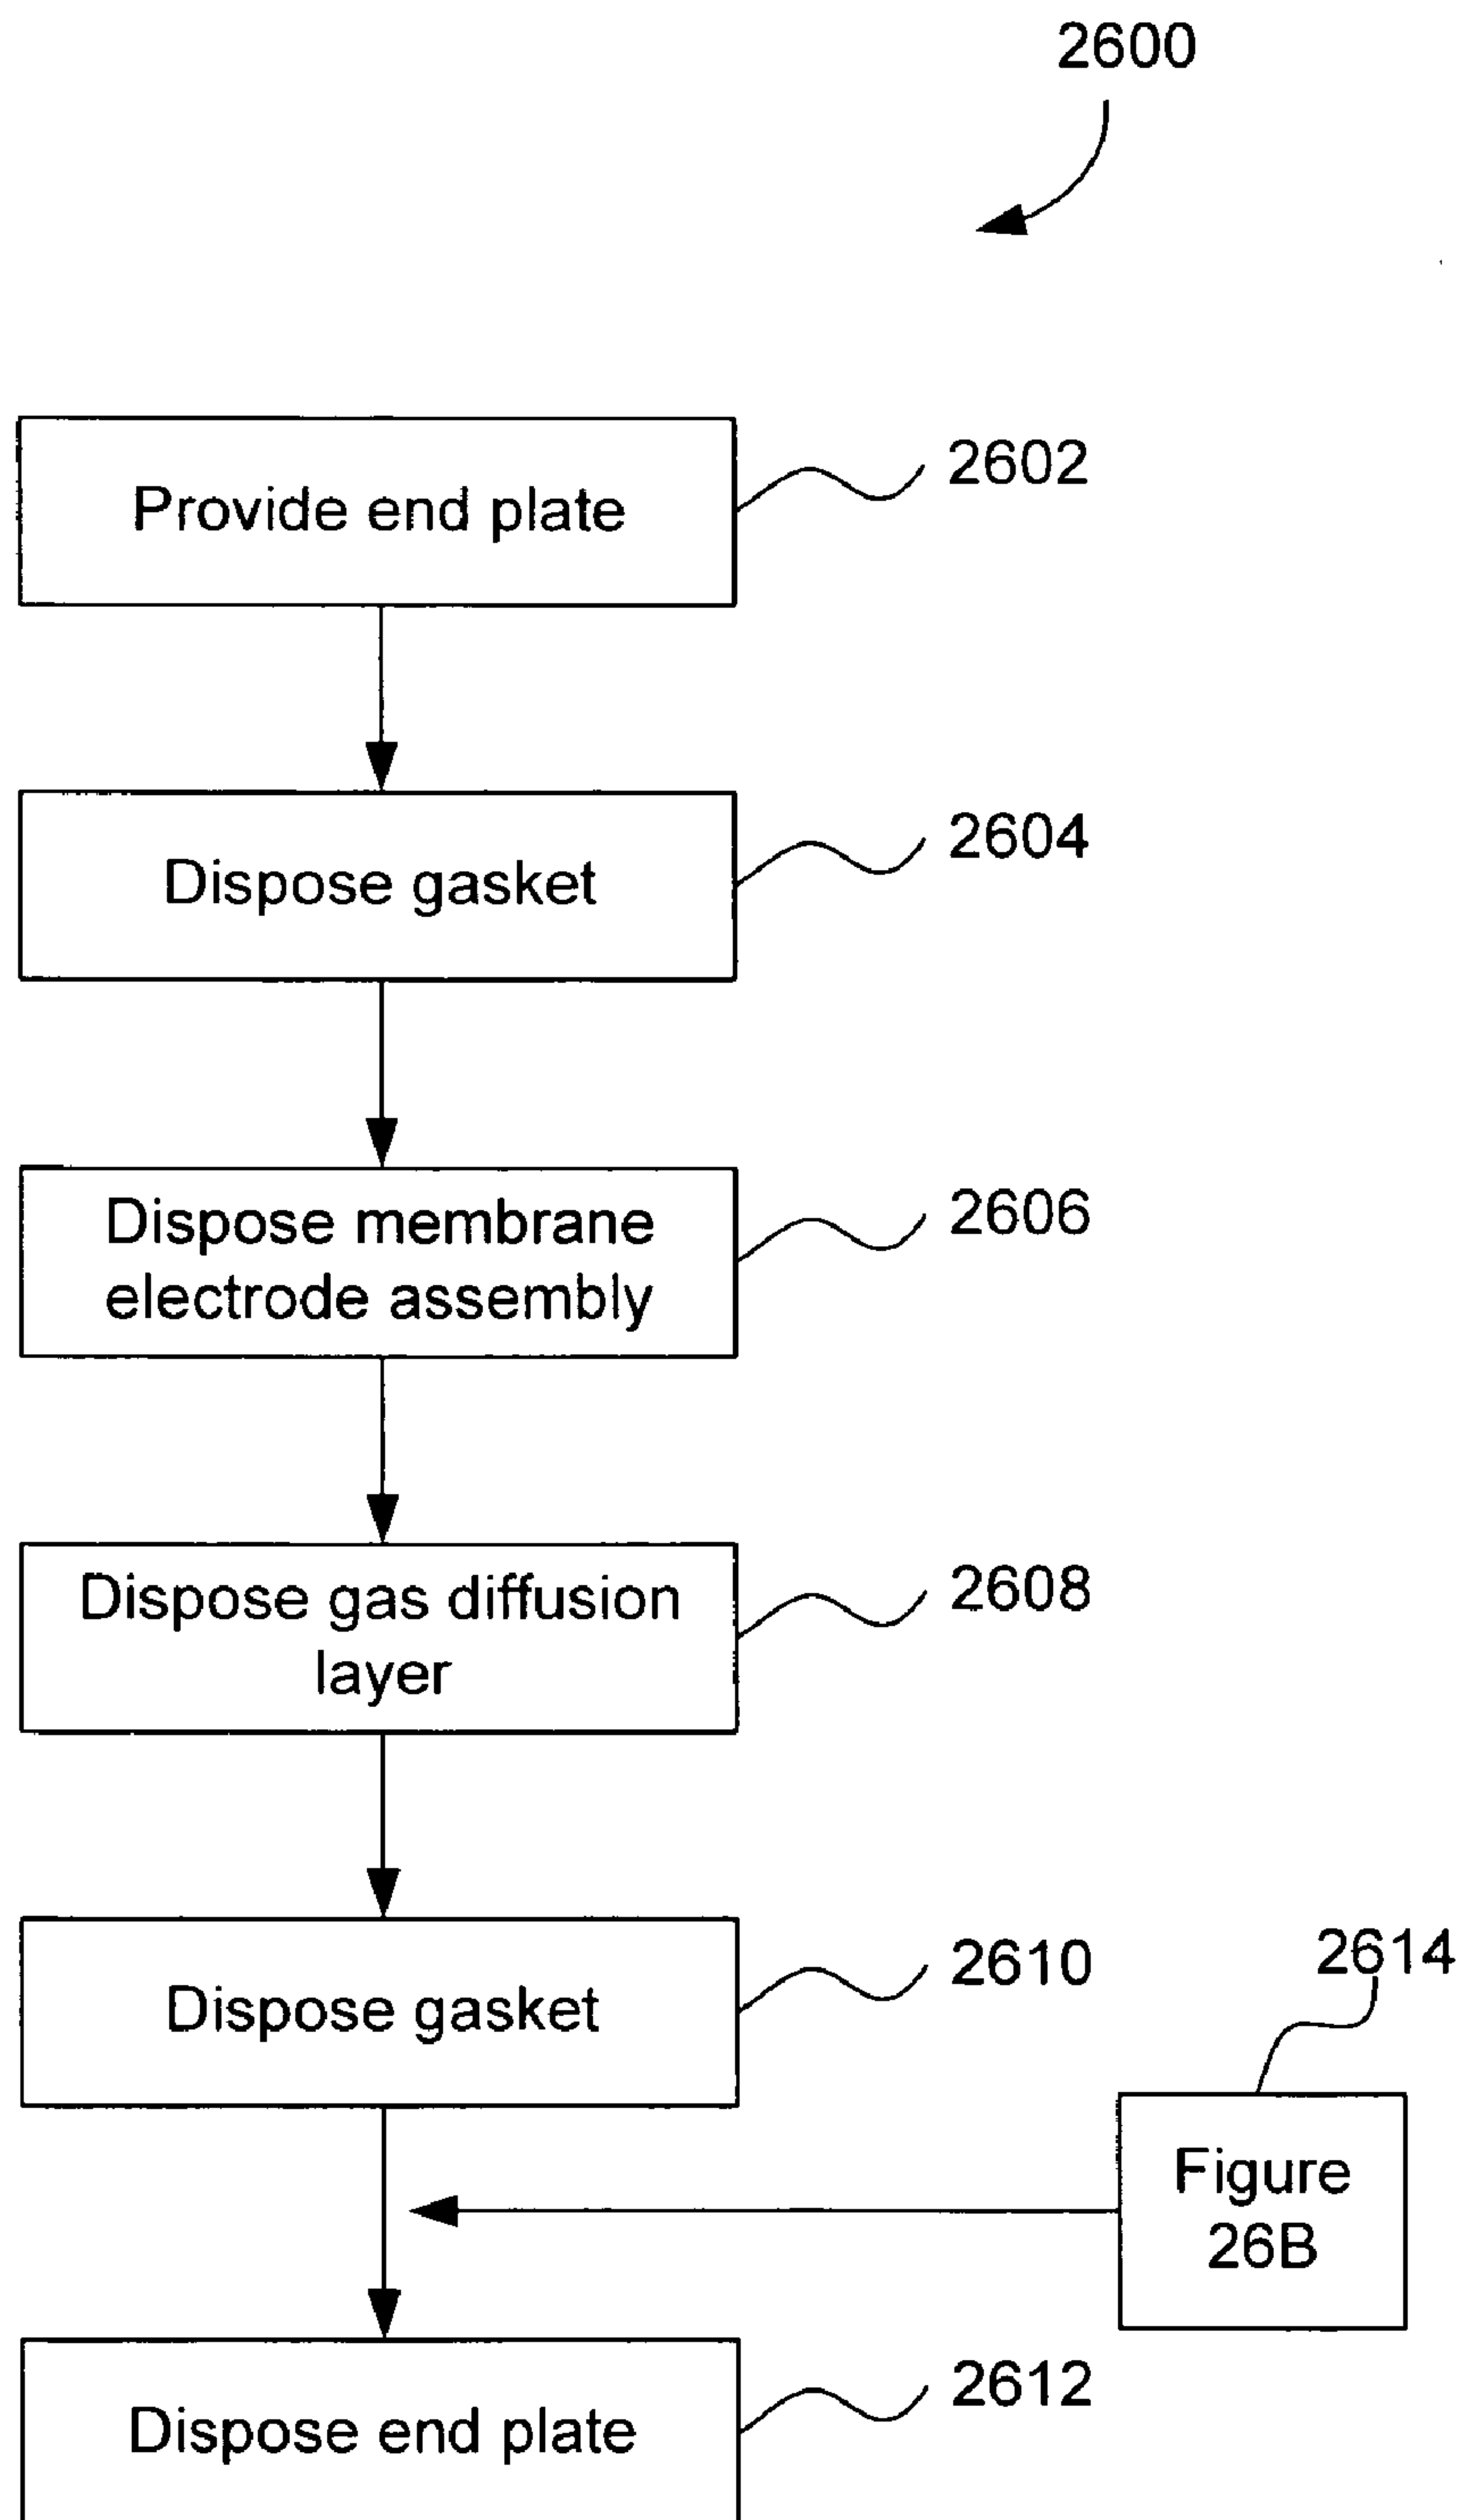 2600
Provide end plate
2602
Dispose gasket
2604
Dispose membrane
electrode assembly
2606
Dispose gas diffusion
layer
2608
Dispose gasket
2610
2614
Figure
26B
Dispose end plate
2612